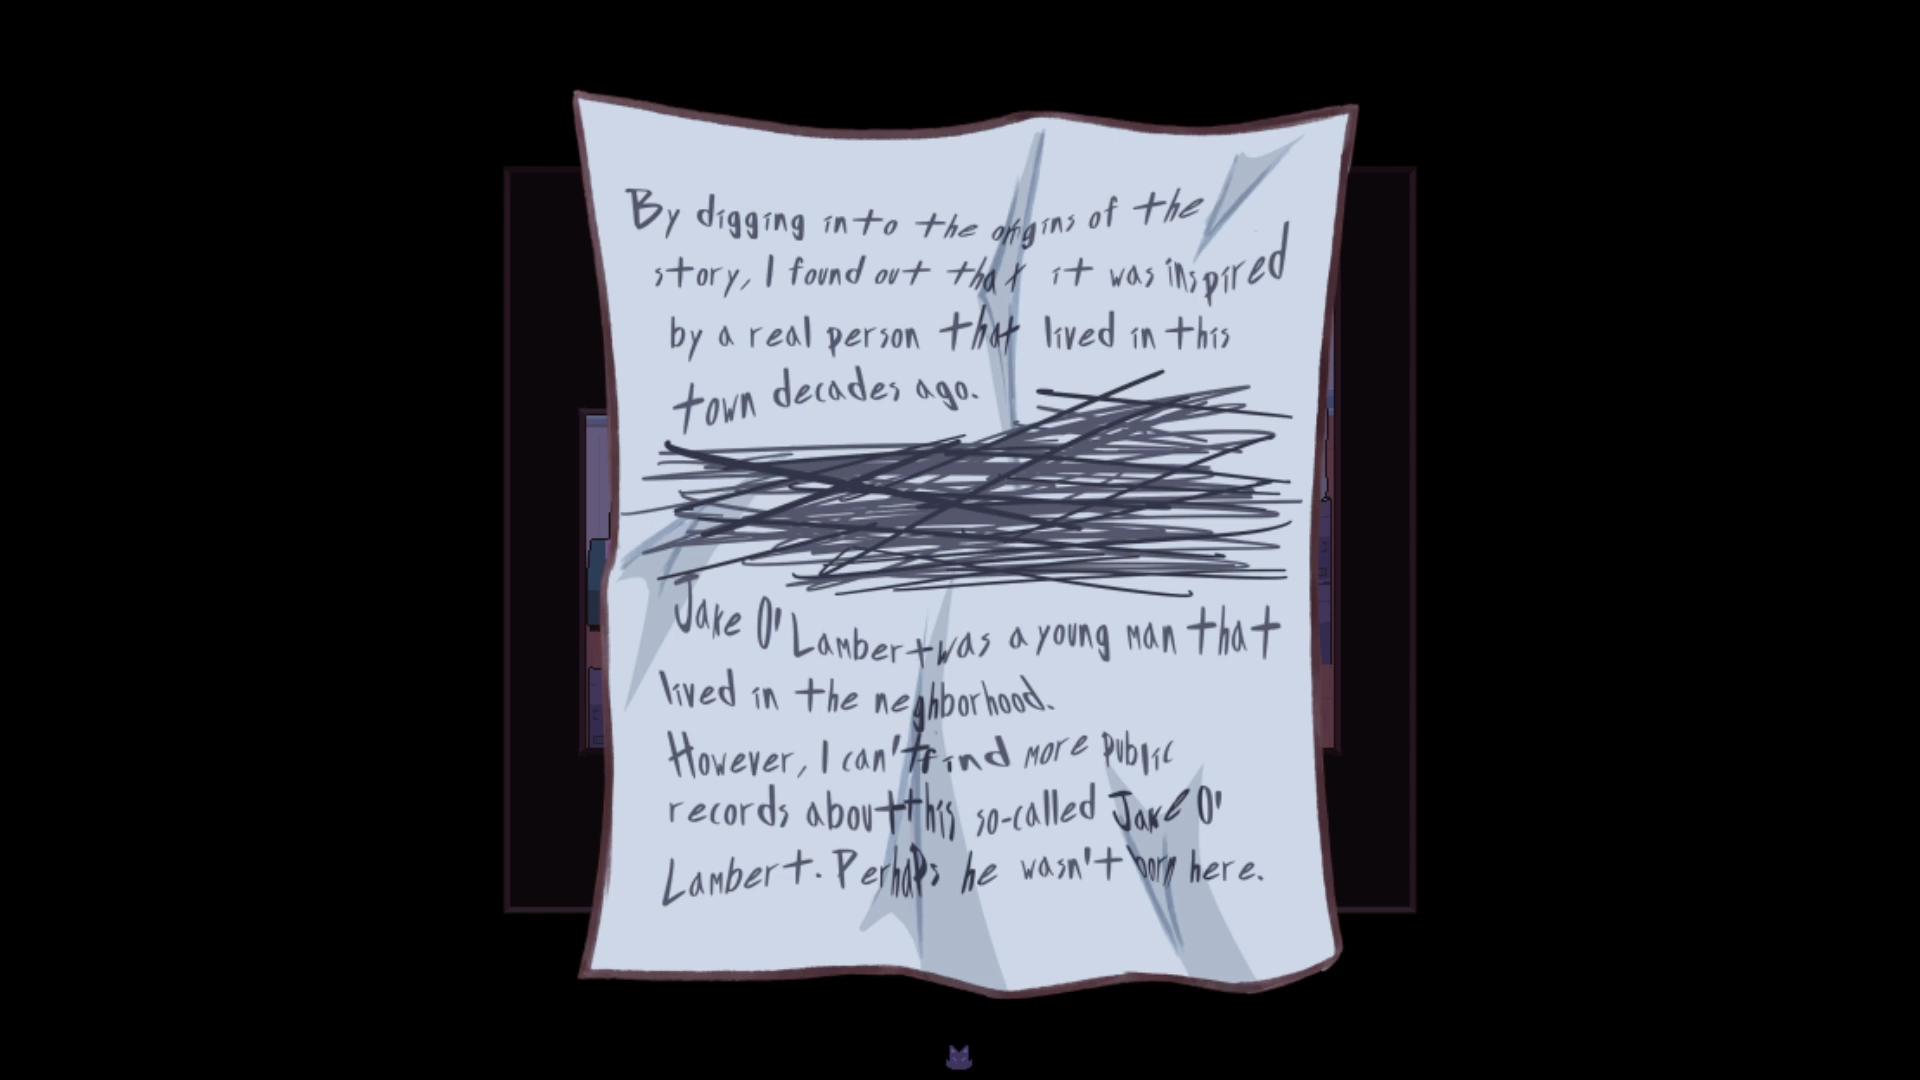 By digging into the origins of the
story, I found out that it was inspired
by a real person that lived in this
town decades ago.
Jake O'Lambert was a young man that
lived in the neghborhood.
However, I can't find more public
records about this so-called Jake O'
Lambert. Perhaps he wasn't born here.